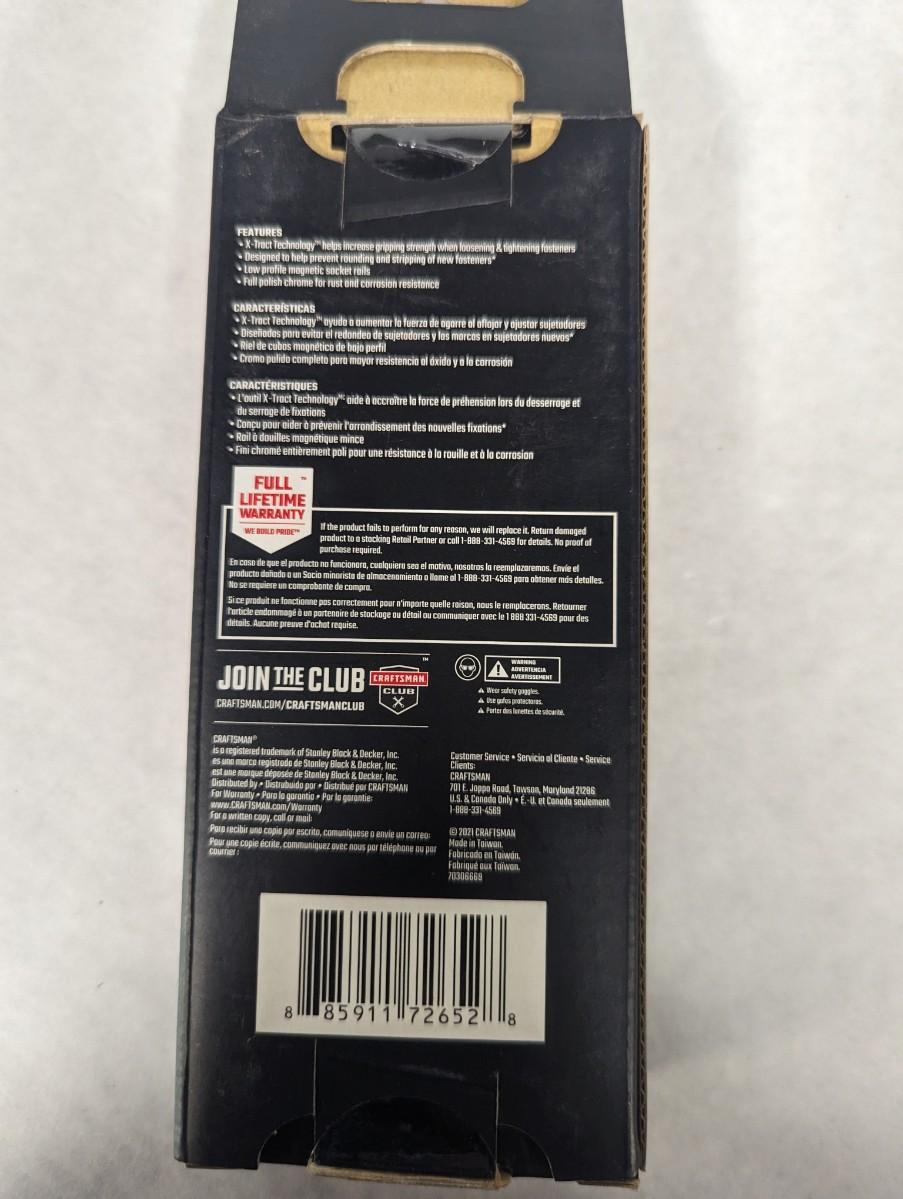 FEATURES
• X-Tract Technology™ helps increase gripping strength when loosening & tightening fasteners
• Designed to help prevent rounding and stripping of new fasteners*
• Low profile magnetic socket rails
• Full polish chrome for rust and corrosion resistance
CARACTERÍSTICAS
• X-Tract Technology™ ayuda a aumentar la fuerza de agarre al aflojar y ajustar sujetadores
• Diseñados para evitar el redondeo de sujetadores y las marcas en sujetadores nuevos*
• Riel de cubos magnético de bajo perfil
• Cromo pulido completo para mayor resistencia al óxido y a la corrosión
CARACTÉRISTIQUES
• L'outil X-Tract Technology™ aide à accroître la force de préhension lors du desserrage et
du serrage de fixations
• Conçu pour aider à prévenir l'arrondissement des nouvelles fixations*
• Rail à douilles magnétique mince
• Fini chromé entièrement poli pour une résistance à la rouille et à la corrosion
FULL ™
LIFETIME
WARRANTY
WE BUILD PRIDE™
If the product fails to perform for any reason, we will replace it. Return damaged
product to a stocking Retail Partner or call 1-888-331-4569 for details. No proof of
purchase required.
En caso de que el producto no funcionara, cualquiera sea el motivo, nosotros lo reemplazaremos. Envíe el
producto dañado a un Socio minorista de almacenamiento o llame al 1-888-331-4569 para obtener más detalles.
No se requiere un comprobante de compra.
Si ce produit ne fonctionne pas correctement pour n'importe quelle raison, nous le remplacerons. Retourner
l'article endommagé à un partenaire de stockage au détail ou communiquer avec le 1 888 331-4569 pour des
détails. Aucune preuve d'achat requise.
JOIN THE CLUB
CRAFTSMAN.COM/CRAFTSMANCLUB
™
CRAFTSMAN
CLUB
WARNING
ADVERTENCIA
AVERTISSEMENT
Wear safety goggles.
Use gafas protectoras.
Porter des lunettes de sécurité.
CRAFTSMAN®
is a registered trademark of Stanley Black & Decker, Inc.
es una marca registrada de Stanley Black & Decker, Inc.
est une marque déposée de Stanley Black & Decker, Inc.
Distributed by • Distrubuido par • Distribué par CRAFTSMAN
For Warranty • Para la garantia • Par la garantie:
www.CRAFTSMAN.com/Warranty
For a written copy, call or mail:
Para recibir una copia por escrito, comuníquese o envíe un correo:
Pour une copie écrite, communiquez avec nous par téléphone ou par
courrier :
Customer Service • Servicio al Cliente • Service
Clients:
CRAFTSMAN
701 E. Joppa Road, Towson, Maryland 21286
U.S. & Canada Only • É.-U. et Canada seulement
1-888-331-4569
© 2021 CRAFTSMAN
Made in Taiwan.
Fabricado en Taiwán.
Fabriqué aux Taïwan.
70306669
8 85911 72652 8